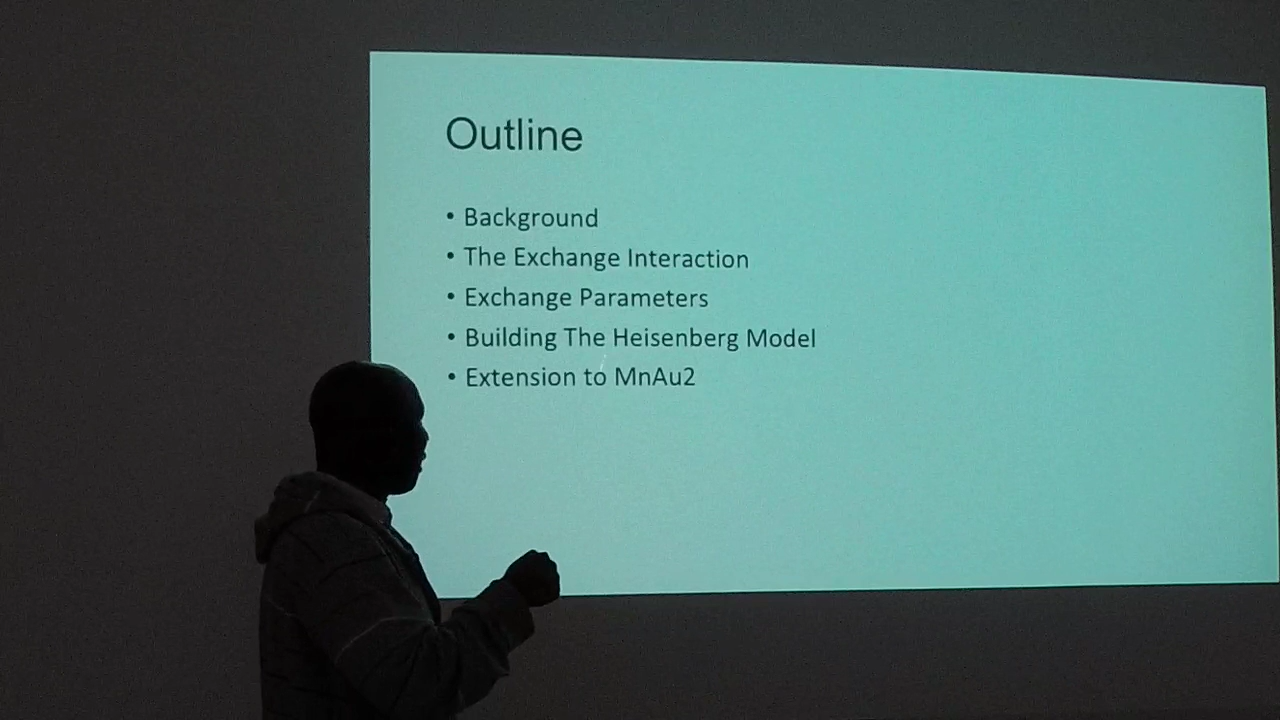 Outline
• Background
• The Exchange Interaction
• Exchange Parameters
• Building The Heisenberg Model
• Extension to MnAu2